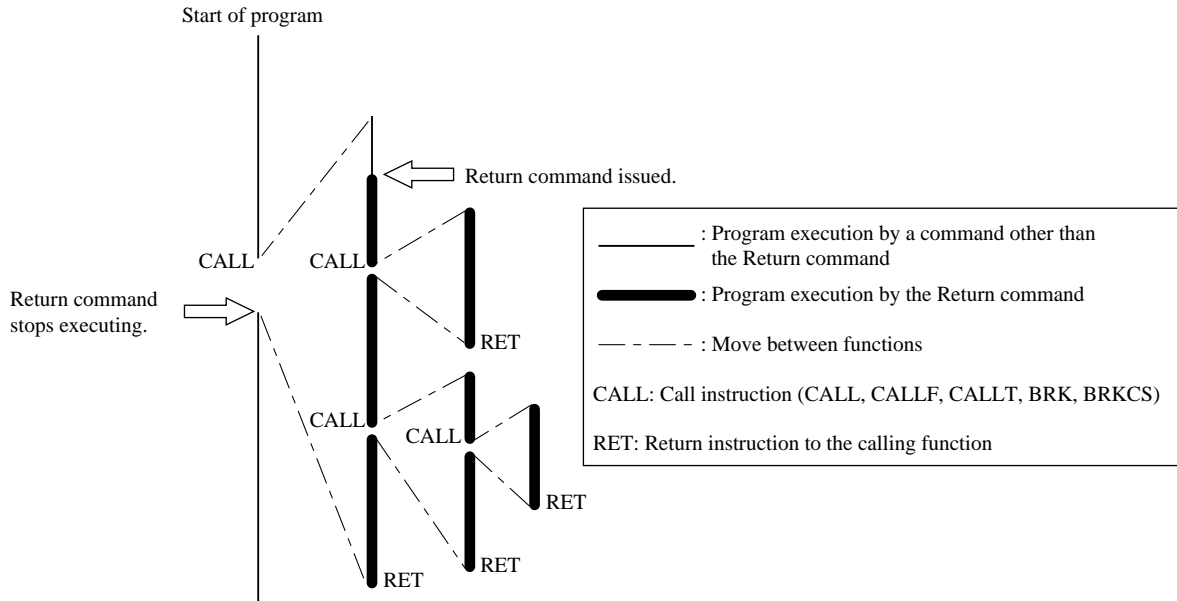 Start of program
Return command issued.
CALL
CALL
Return command
stops executing.
RET
CALL
CALL
RET
RET
RET
: Program execution by a command other than
the Return command
: Program execution by the Return command
: Move between functions
CALL: Call instruction (CALL, CALLF, CALLT, BRK, BRKCS)
RET: Return instruction to the calling function